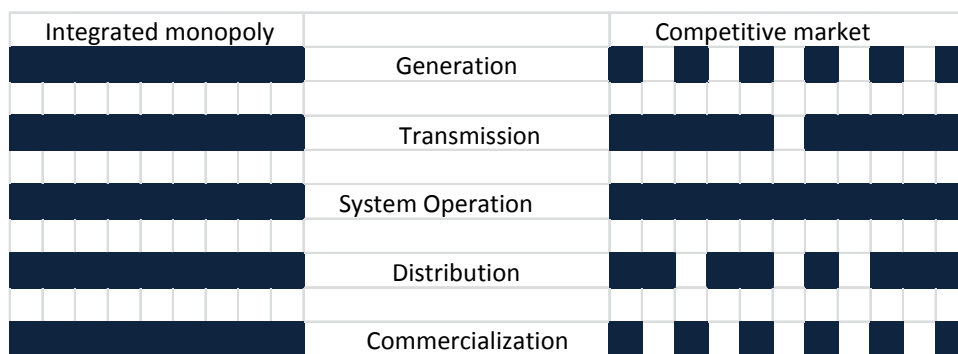 Integrated monopoly
Competitive market
Generation
Transmission
System Operation
Distribution
Commercialization